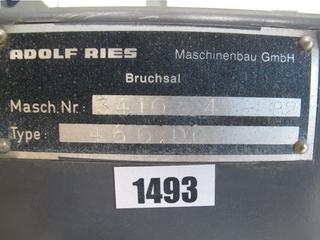 ADOLF RIES Maschinenbau GmbH
Bruchsal
Masch.Nr.:
Type :
1493